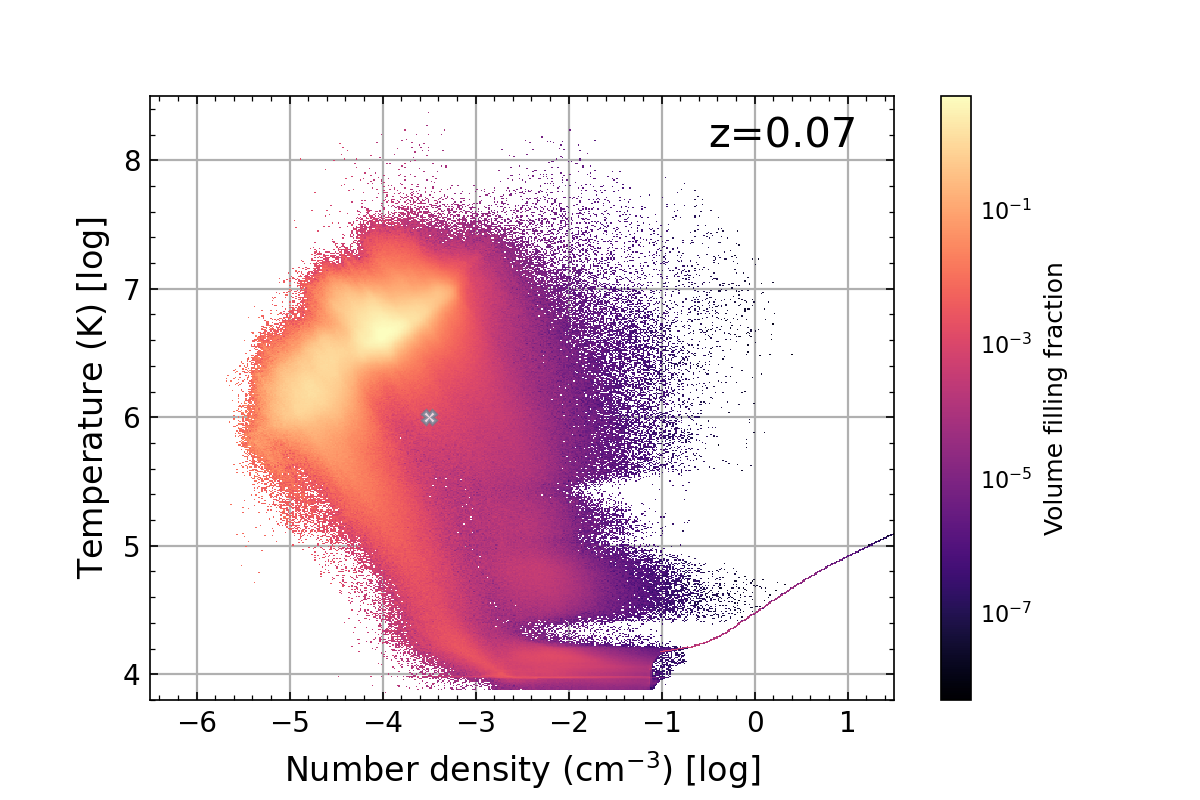 z=0.07
8
7
6
5
4
Temperature (K) [log]
−6 −5 −4 −3 −2 −1 0 1
Number density (cm⁻³) [log]
10⁻¹
10⁻³
10⁻⁵
10⁻⁷
Volume filling fraction